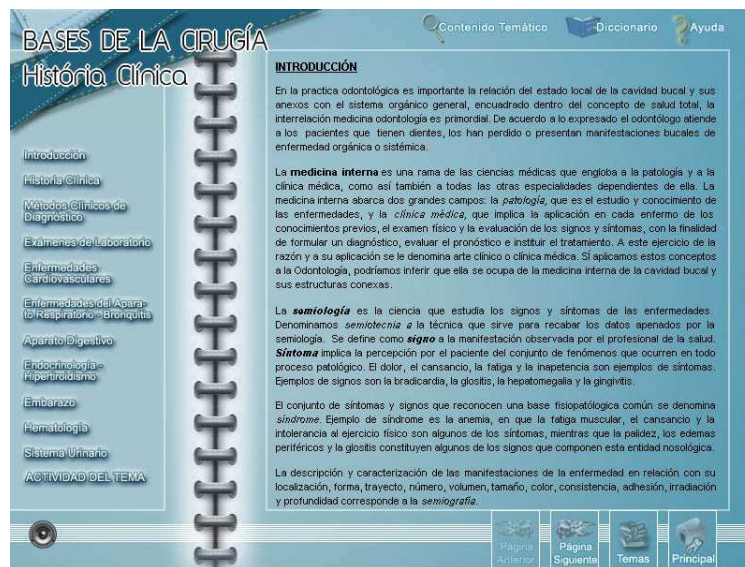 BASES DE LA CIRUGÍA
História Clínica
Contenido Temático
Diccionario
Ayuda
Introducción
Historia Clínica
Métodos Clínicos de
Diagnóstico
Exámenes de Laboratorio
Enfermedades
Cardiovasculares
Enfermedades del Apara-
to Respiratorio - Bronquitis
Aparato Digestivo
Endocrinología -
Hipertiroidismo
Embarazo
Hematología
Sistema Urinario
ACTIVIDAD DEL TEMA
INTRODUCCIÓN
En la practica odontológica es importante la relación del estado local de la cavidad bucal y sus
anexos con el sistema orgánico general, encuadrado dentro del concepto de salud total, la
interrelación medicina odontología es primordial. De acuerdo a lo expresado el odontólogo atiende
a los pacientes que tienen dientes, los han perdido o presentan manifestaciones bucales de
enfermedad orgánica o sistémica.
La medicina interna es una rama de las ciencias médicas que engloba a la patología y a la
clínica médica, como así también a todas las otras especialidades dependientes de ella. La
medicina interna abarca dos grandes campos: la patología, que es el estudio y conocimiento de
las enfermedades, y la clínica médica, que implica la aplicación en cada enfermo de los
conocimientos previos, el examen físico y la evaluación de los signos y síntomas, con la finalidad
de formular un diagnóstico, evaluar el pronóstico e instituir el tratamiento. A este ejercicio de la
razón y a su aplicación se le denomina arte clínico o clínica médica. Sí aplicamos estos conceptos
a la Odontología, podríamos inferir que ella se ocupa de la medicina interna de la cavidad bucal y
sus estructuras conexas.
La semiología es la ciencia que estudia los signos y síntomas de las enfermedades.
Denominamos semiotecnia a la técnica que sirve para recabar los datos apenados por la
semiología. Se define como signo a la manifestación observada por el profesional de la salud.
Síntoma implica la percepción por el paciente del conjunto de fenómenos que ocurren en todo
proceso patológico. El dolor, el cansancio, la fatiga y la inapetencia son ejemplos de síntomas.
Ejemplos de signos son la bradicardia, la glositis, la hepatomegalia y la gingivitis.
El conjunto de síntomas y signos que reconocen una base fisiopatólogica común se denomina
síndrome. Ejemplo de síndrome es la anemia, en que la fatiga muscular, el cansancio y la
intolerancia al ejercicio físico son algunos de los síntomas, mientras que la palidez, los edemas
periféricos y la glositis constituyen algunos de los signos que componen esta entidad nosológica.
La descripción y caracterización de las manifestaciones de la enfermedad en relación con su
localización, forma, trayecto, número, volumen, tamaño, color, consistencia, adhesión, irradiación
y profundidad corresponde a la semiografía.
Página
Anterior
Página
Siguiente
Temas
Principal